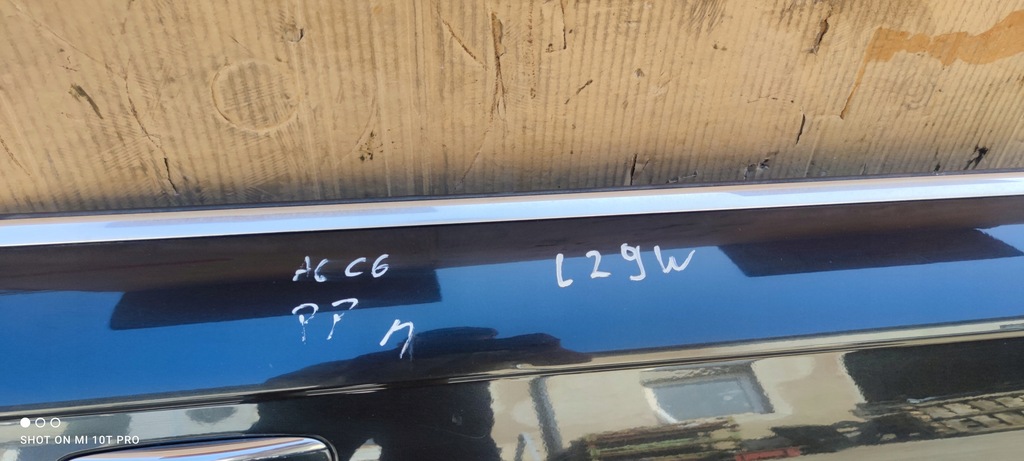 A6 C6 L29W
PP
M
SHOT ON MI 10T PRO